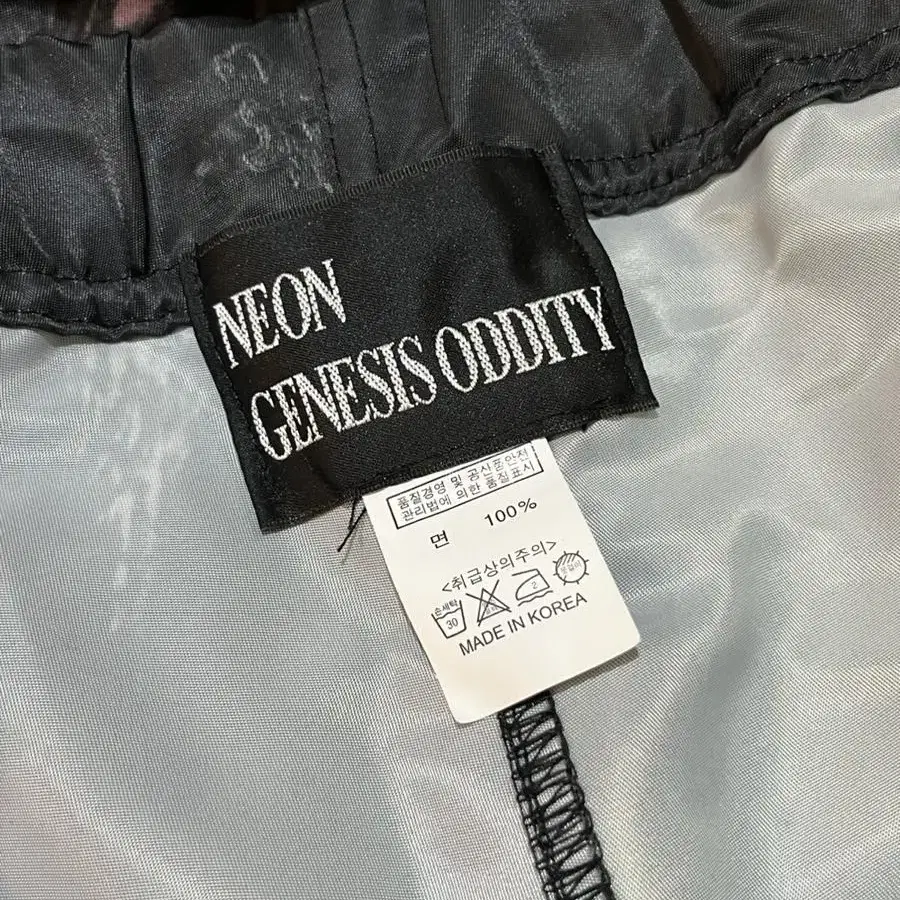 NEON
GENESIS ODDITY
품질경영 및 공산품안전
관리법에 의한 품질표시
면 100%
<취급상의주의>
손세탁
30
2
MADE IN KOREA